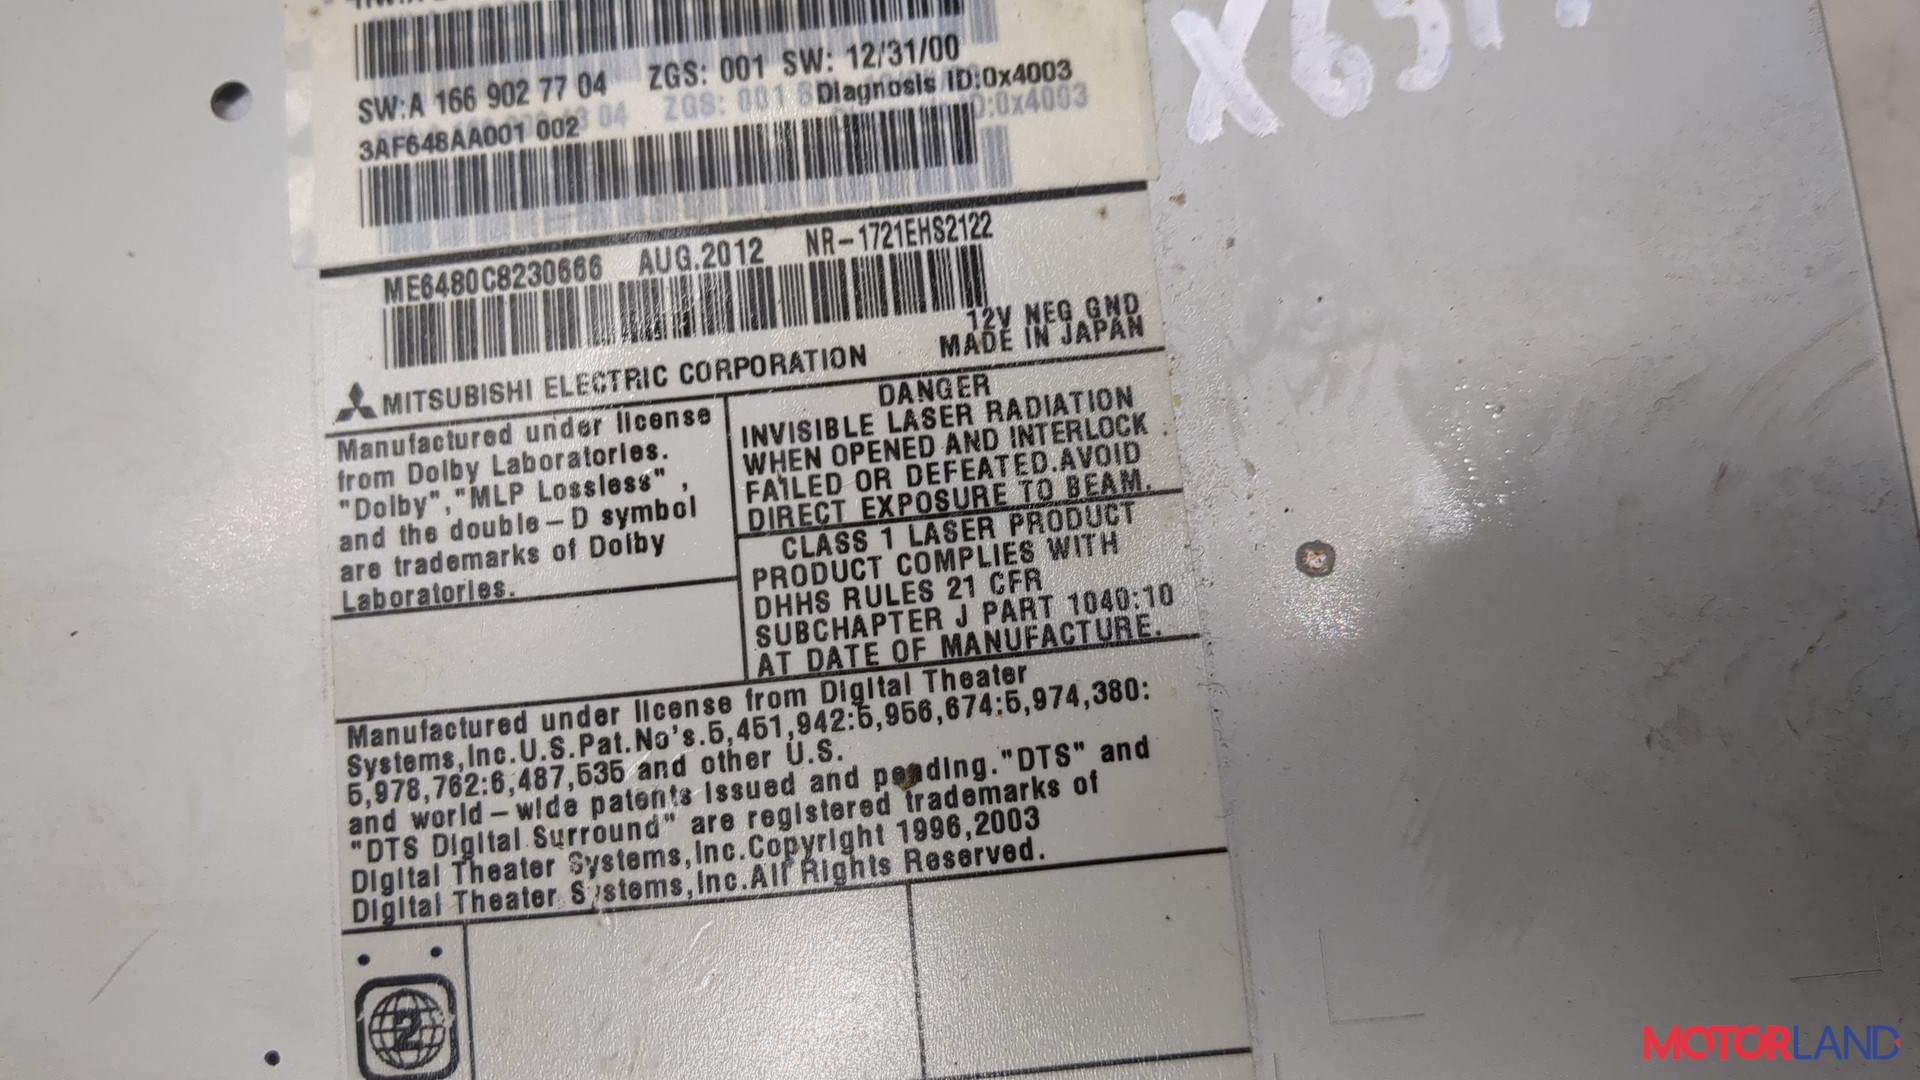 SW:A 166 902 77 04 ZGS: 001 SW: 12/31/00
Diagnosis ID:0x4003
3AF648AA001 002
ME6480C8230666 AUG.2012 NR-1721EHS2122
12V NEG GND
MADE IN JAPAN
MITSUBISHI ELECTRIC CORPORATION
Manufactured under license
from Dolby Laboratories.
"Dolby","MLP Lossless",
and the double-D symbol
are trademarks of Dolby
Laboratories.
DANGER
INVISIBLE LASER RADIATION
WHEN OPENED AND INTERLOCK
FAILED OR DEFEATED.AVOID
DIRECT EXPOSURE TO BEAM.
CLASS 1 LASER PRODUCT
PRODUCT COMPLIES WITH
DHHS RULES 21 CFR
SUBCHAPTER J PART 1040:10
AT DATE OF MANUFACTURE.
Manufactured under license from Digital Theater
Systems,Inc.U.S.Pat.No's.5,451,942:5,956,674:5,974,380:
5,978,762:6,487,535 and other U.S.
and world-wide patents issued and pending."DTS" and
"DTS Digital Surround" are registered trademarks of
Digital Theater Systems,Inc.Copyright 1996,2003
Digital Theater Systems,Inc.All Rights Reserved.
2
MOTORLAND